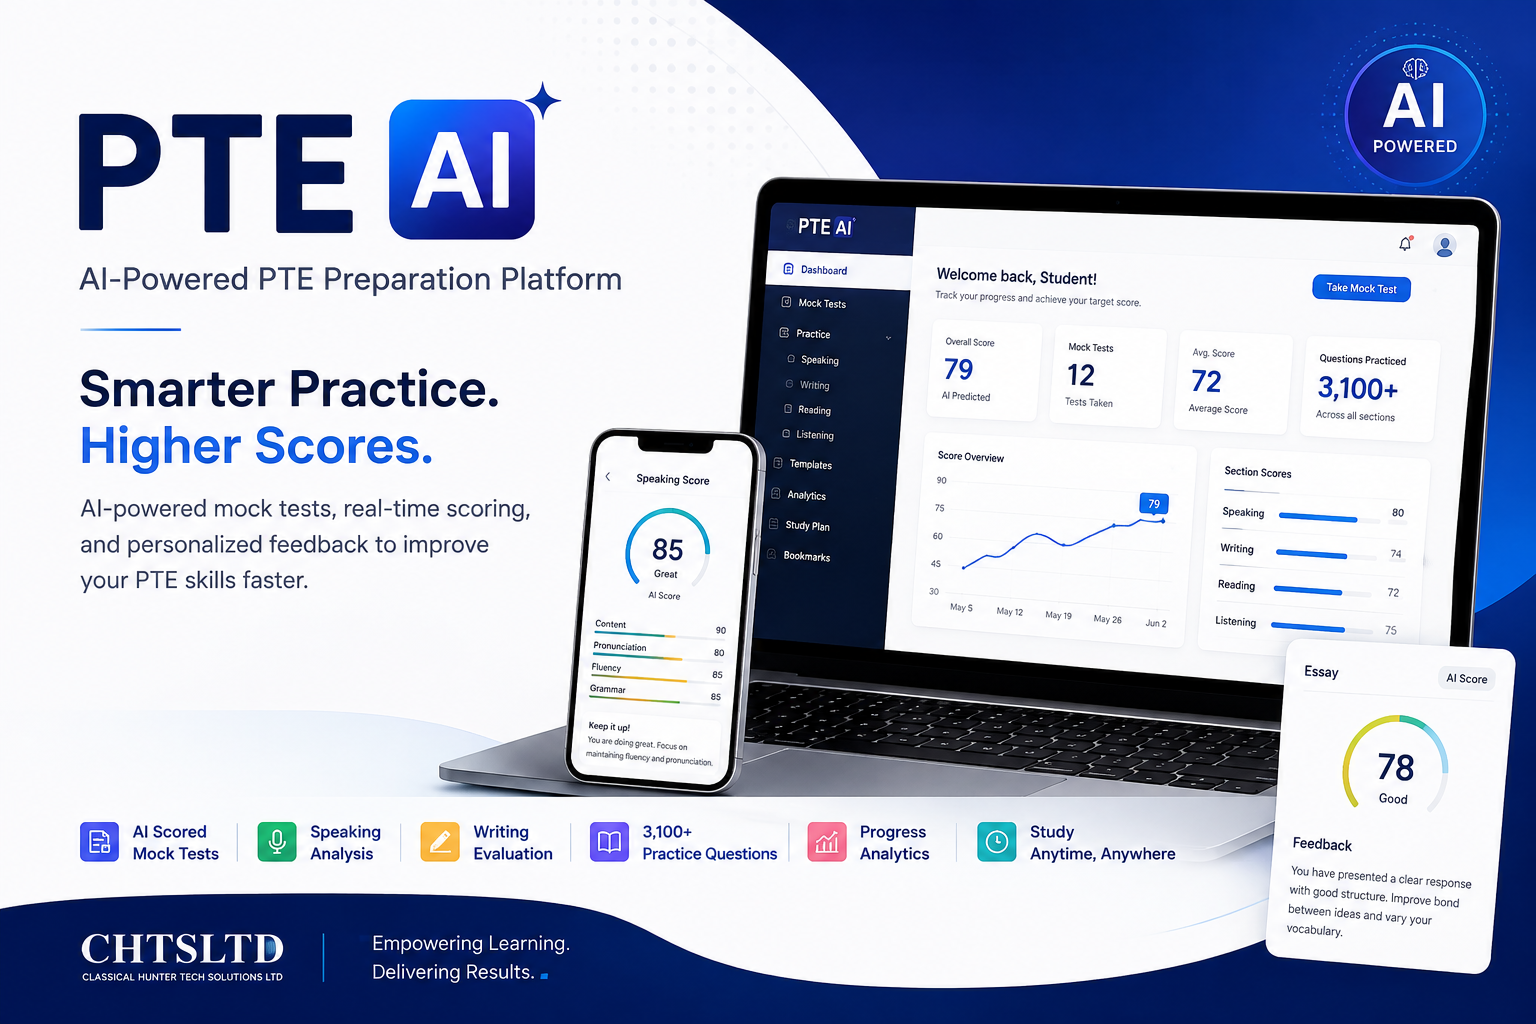 PTE AI
AI-Powered PTE Preparation Platform
Smarter Practice.
Higher Scores.
AI-powered mock tests, real-time scoring,
and personalized feedback to improve
your PTE skills faster.
AI
POWERED
PTE AI
Dashboard
Mock Tests
Practice
Speaking
Writing
Reading
Listening
Templates
Analytics
Study Plan
Bookmarks
Welcome back, Student!
Track your progress and achieve your target score.
Take Mock Test
Overall Score
79
AI Predicted
Mock Tests
12
Tests Taken
Avg. Score
72
Average Score
Questions Practiced
3,100+
Across all sections
Score Overview
90
75
60
45
30
79
May 5
May 12
May 19
May 26
Jun 2
Section Scores
Speaking 80
Writing 74
Reading 72
Listening 75
Speaking Score
85
Great
AI Score
Content 90
Pronunciation 80
Fluency 85
Grammar 85
Keep it up!
You are doing great. Focus on
maintaining fluency and pronunciation.
Essay
AI Score
78
Good
Feedback
You have presented a clear response
with good structure. Improve bond
between ideas and vary your
vocabulary.
AI Scored
Mock Tests
Speaking
Analysis
Writing
Evaluation
3,100+
Practice Questions
Progress
Analytics
Study
Anytime, Anywhere
CHTSLTD
CLASSICAL HUNTER TECH SOLUTIONS LTD
Empowering Learning.
Delivering Results.